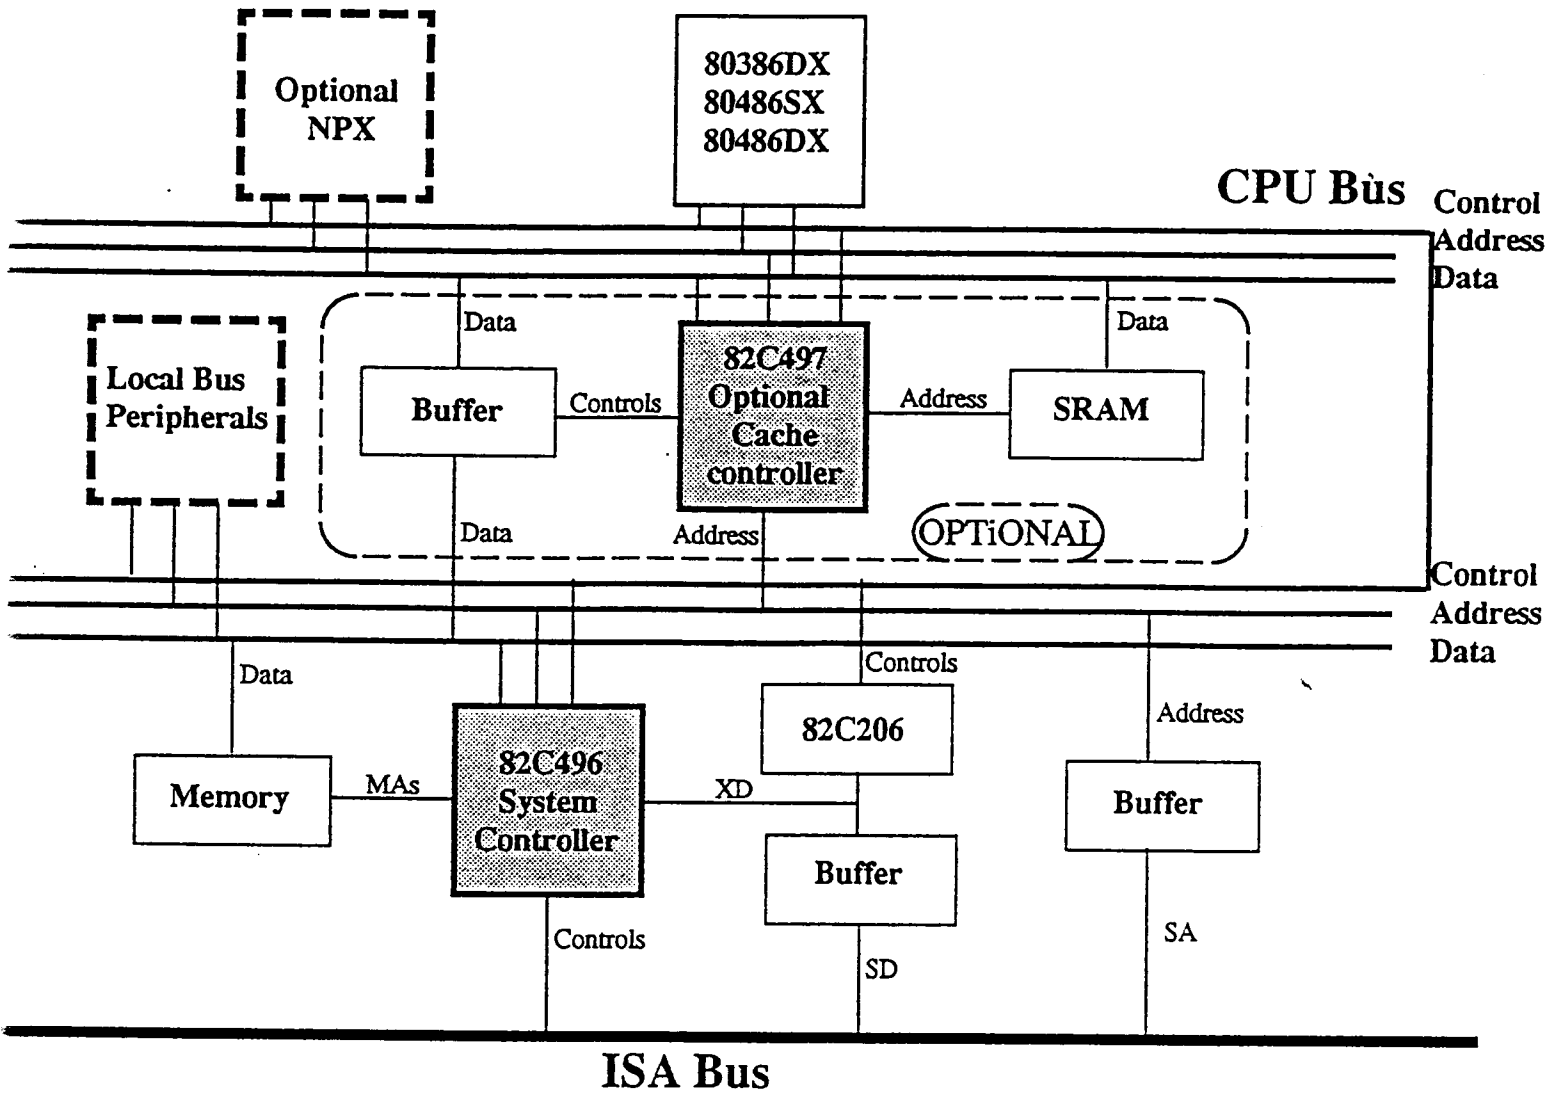 Optional
NPX
80386DX
80486SX
80486DX
CPU Bus
Control
Address
Data
Local Bus
Peripherals
Data
Buffer
Controls
82C497
Optional
Cache
controller
Address
Data
SRAM
Data
Address
OPTiONAL
Control
Address
Data
Data
Controls
Memory
MAs
82C496
System
Controller
XD
82C206
Address
Buffer
Buffer
Controls
SD
SA
ISA Bus